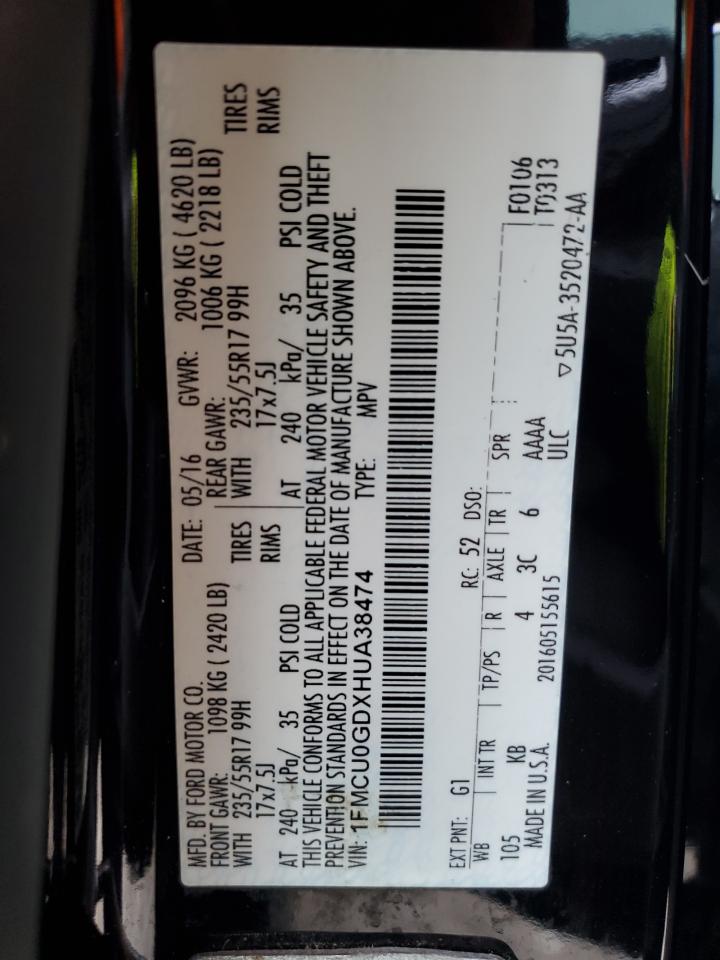 MFD. BY FORD MOTOR CO. DATE: 05/16 GVWR: 2096 KG ( 4620 LB)
FRONT GAWR: 1098 KG ( 2420 LB) REAR GAWR: 1006 KG ( 2218 LB)
WITH 235/55R17 99H TIRES WITH 235/55R17 99H TIRES
17x7.5J RIMS 17x7.5J RIMS
AT 240 kPa/ 35 PSI COLD AT 240 kPa/ 35 PSI COLD
THIS VEHICLE CONFORMS TO ALL APPLICABLE FEDERAL MOTOR VEHICLE SAFETY AND THEFT
PREVENTION STANDARDS IN EFFECT ON THE DATE OF MANUFACTURE SHOWN ABOVE.
VIN: 1FMCU0GDXHUA38474 TYPE: MPV
EXT PNT: G1 RC: 52 DSO: F0106
WB INT TR TP/PS R AXLE TR SPR T0313
105 KB 4 3C 6 AAAA
MADE IN U.S.A. 201605155615 ULC ▽5U5A-3520472-AA